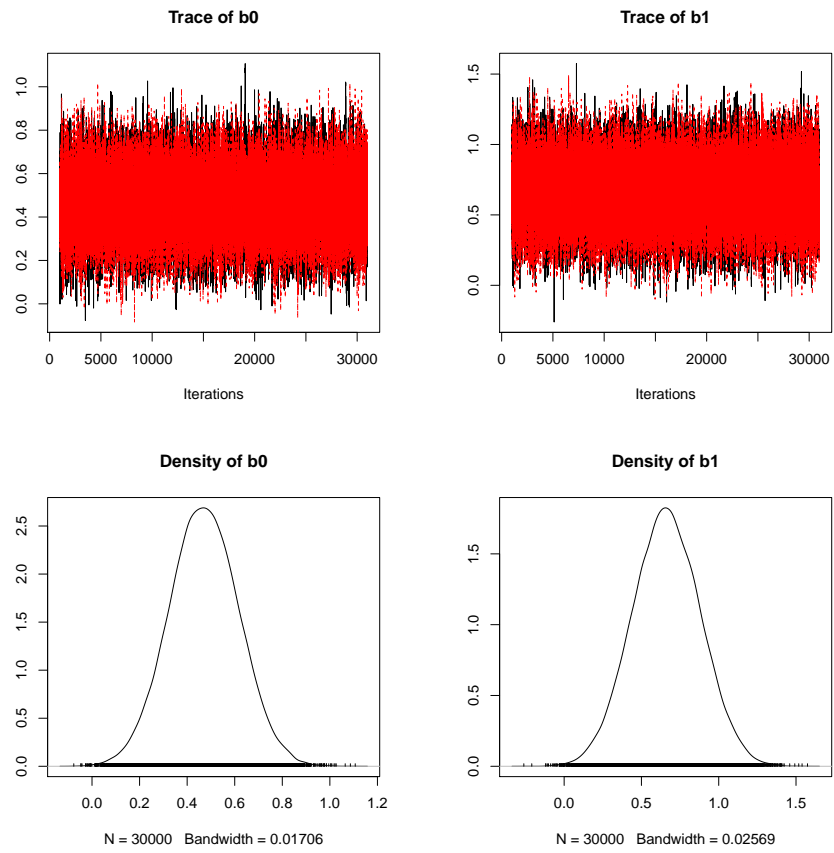 Trace of b0
0.0 0.2 0.4 0.6 0.8 1.0
0 5000 10000 20000 30000
Iterations
Trace of b1
0.0 0.5 1.0 1.5
0 5000 10000 20000 30000
Iterations
Density of b0
0.0 0.5 1.0 1.5 2.0 2.5
0.0 0.2 0.4 0.6 0.8 1.0 1.2
N = 30000 Bandwidth = 0.01706
Density of b1
0.0 0.5 1.0 1.5
0.0 0.5 1.0 1.5
N = 30000 Bandwidth = 0.02569